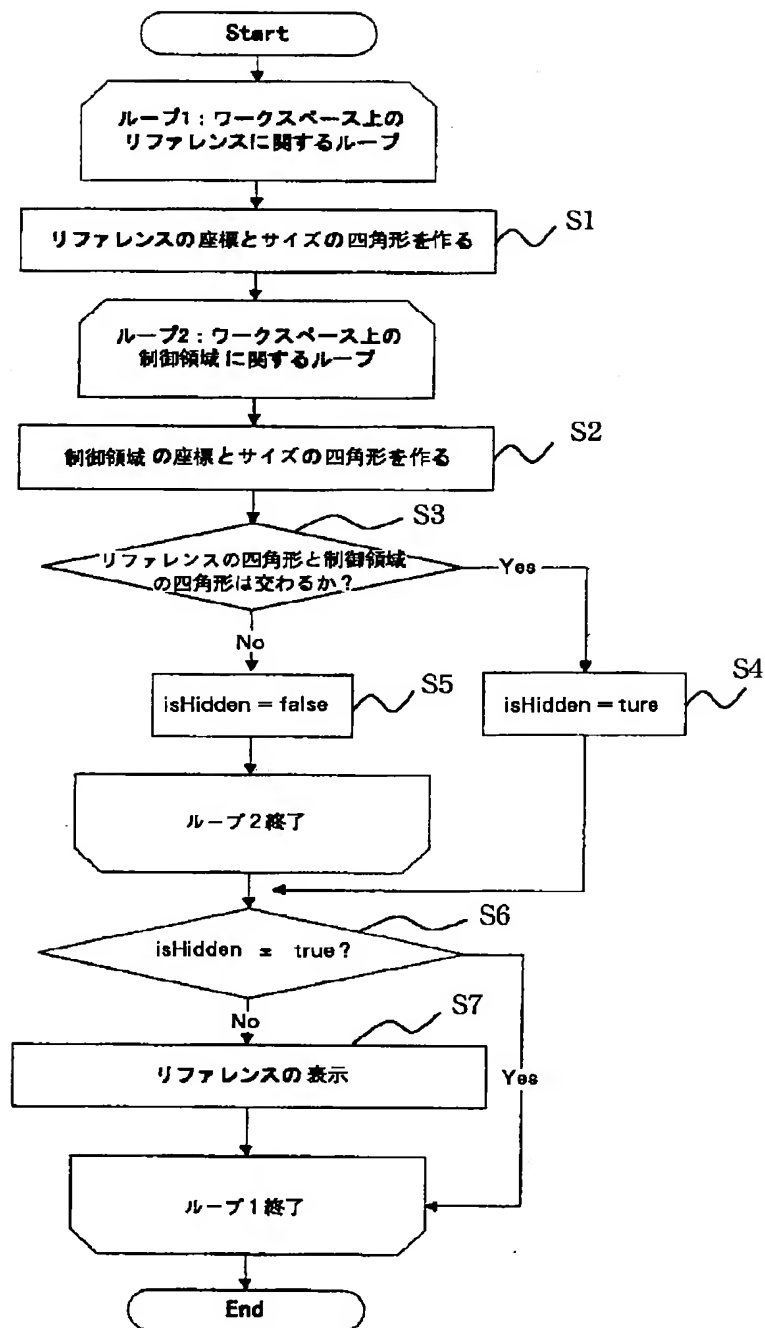 Start
ループ1：ワークスペース上の
リファレンスに関するループ
リファレンスの座標とサイズの四角形を作る
S1
ループ2：ワークスペース上の
制御領域に関するループ
制御領域の座標とサイズの四角形を作る
S2
S3
リファレンスの四角形と制御領域
の四角形は交わるか？
Yes
No
isHidden = false
S5
isHidden = ture
S4
ループ2終了
S6
isHidden = true?
No
S7
リファレンスの表示
Yes
ループ1終了
End